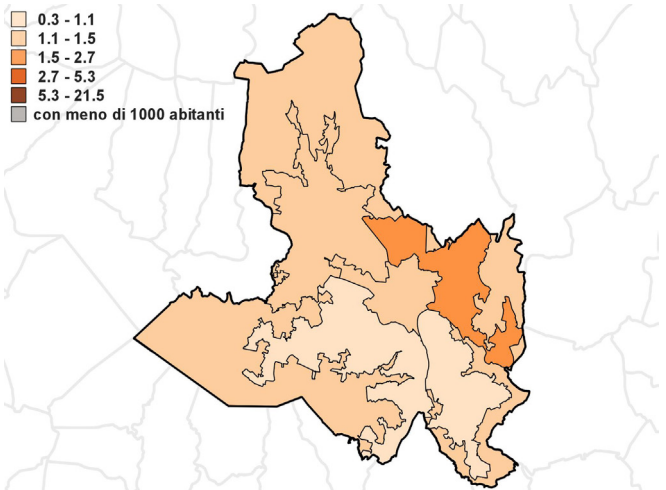 0.3 - 1.1
1.1 - 1.5
1.5 - 2.7
2.7 - 5.3
5.3 - 21.5
con meno di 1000 abitanti